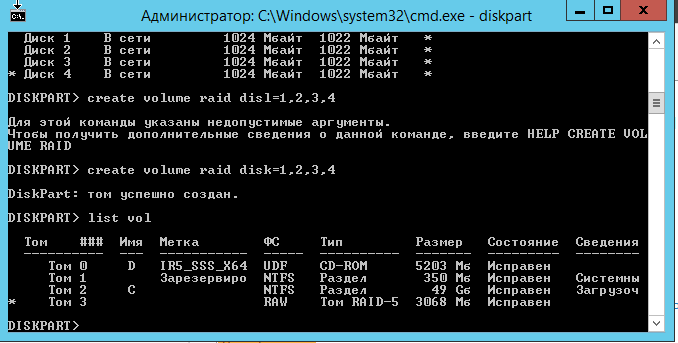 Администратор: C:\Windows\system32\cmd.exe - diskpart
Диск 1    В сети    1024 Мбайт    1022 Мбайт    *
Диск 2    В сети    1024 Мбайт    1022 Мбайт    *
Диск 3    В сети    1024 Мбайт    1022 Мбайт    *
* Диск 4    В сети    1024 Мбайт    1022 Мбайт    *
DISKPART> create volume raid disl=1,2,3,4
Для этой команды указаны недопустимые аргументы.
Чтобы получить дополнительные сведения о данной команде, введите HELP CREATE VOL
UME RAID
DISKPART> create volume raid disk=1,2,3,4
DiskPart: том успешно создан.
DISKPART> list vol
Том    ###  Имя  Метка        ФС     Тип         Размер   Состояние  Сведения
----------  ---  -----------  -----  ----------  -------  ---------  --------
Том 0     D   IR5_SSS_X64  UDF    CD-ROM      5203 Mб  Исправен
Том 1         Зарезервиро  NTFS   Раздел       350 Mб  Исправен   Системны
Том 2     C                NTFS   Раздел        49 Gб  Исправен   Загрузоч
* Том 3                      RAW    Том RAID-5  3068 Mб  Исправен
DISKPART>